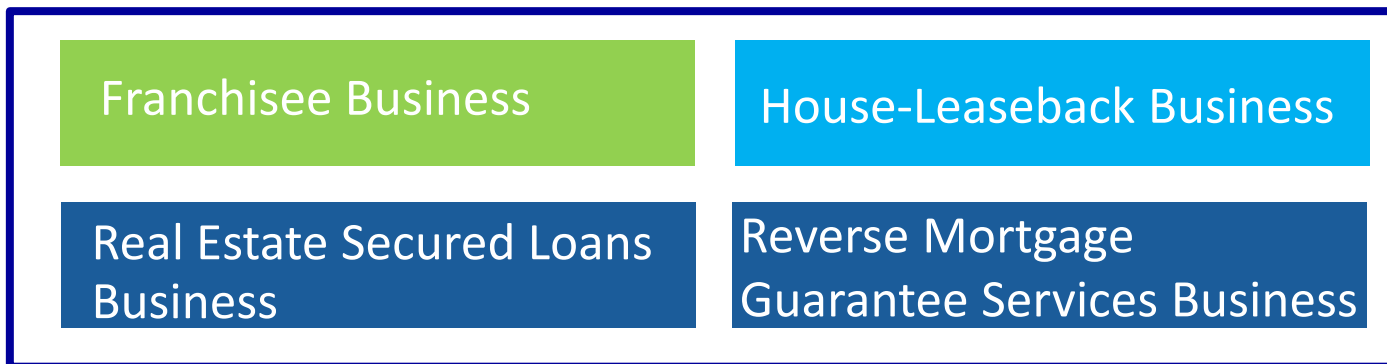 Franchisee Business
House-Leaseback Business
Real Estate Secured Loans
Business
Reverse Mortgage
Guarantee Services Business